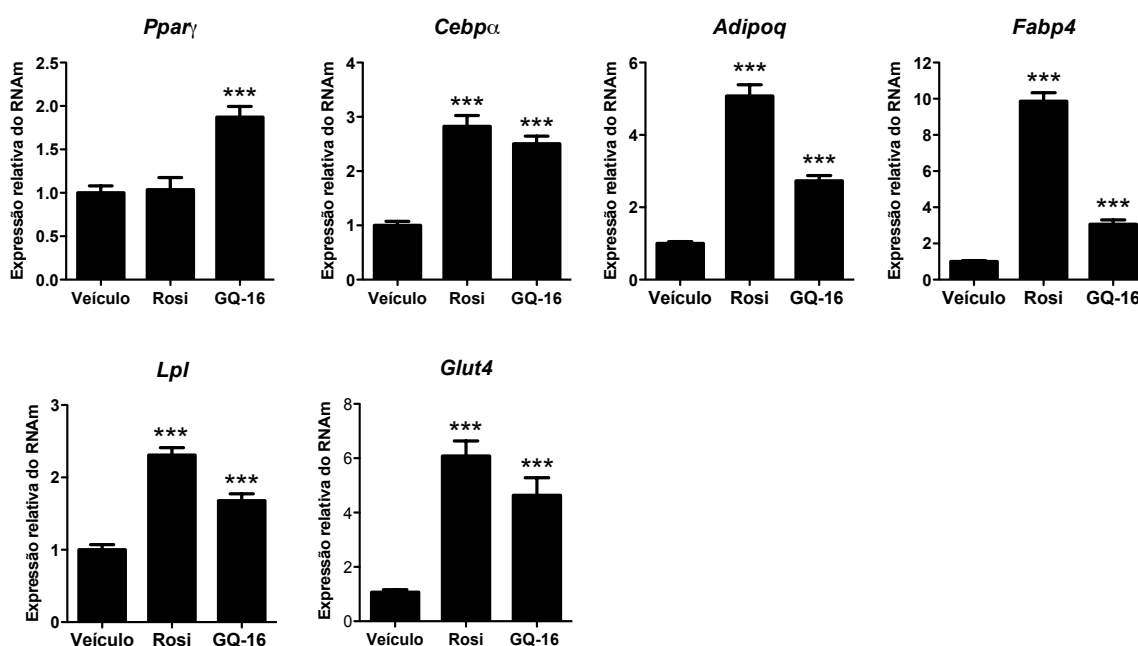 Pparγ
Expressão relativa do RNAm
2.5
2.0
1.5
1.0
0.5
0.0
***
Veículo Rosi GQ-16
Cebpα
Expressão relativa do RNAm
4
3
2
1
0
***
***
Veículo Rosi GQ-16
Adipoq
Expressão relativa do RNAm
6
4
2
0
***
***
Veículo Rosi GQ-16
Fabp4
Expressão relativa do RNAm
12
10
8
6
4
2
0
***
***
Veículo Rosi GQ-16
Lpl
Expressão relativa do RNAm
3
2
1
0
***
***
Veículo Rosi GQ-16
Glut4
Expressão relativa do RNAm
8
6
4
2
0
***
***
Veículo Rosi GQ-16